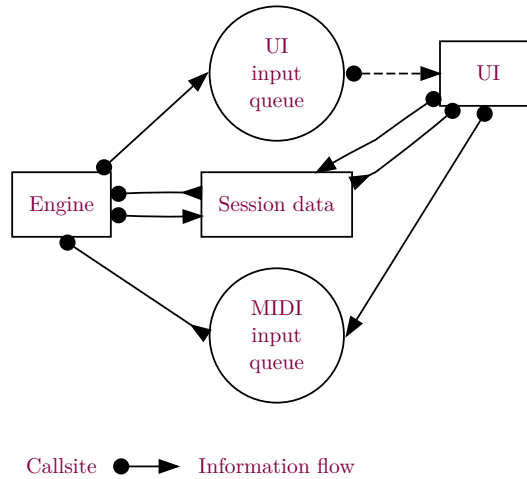 UI
input
queue
UI
Engine
Session data
MIDI
input
queue
Callsite
Information flow